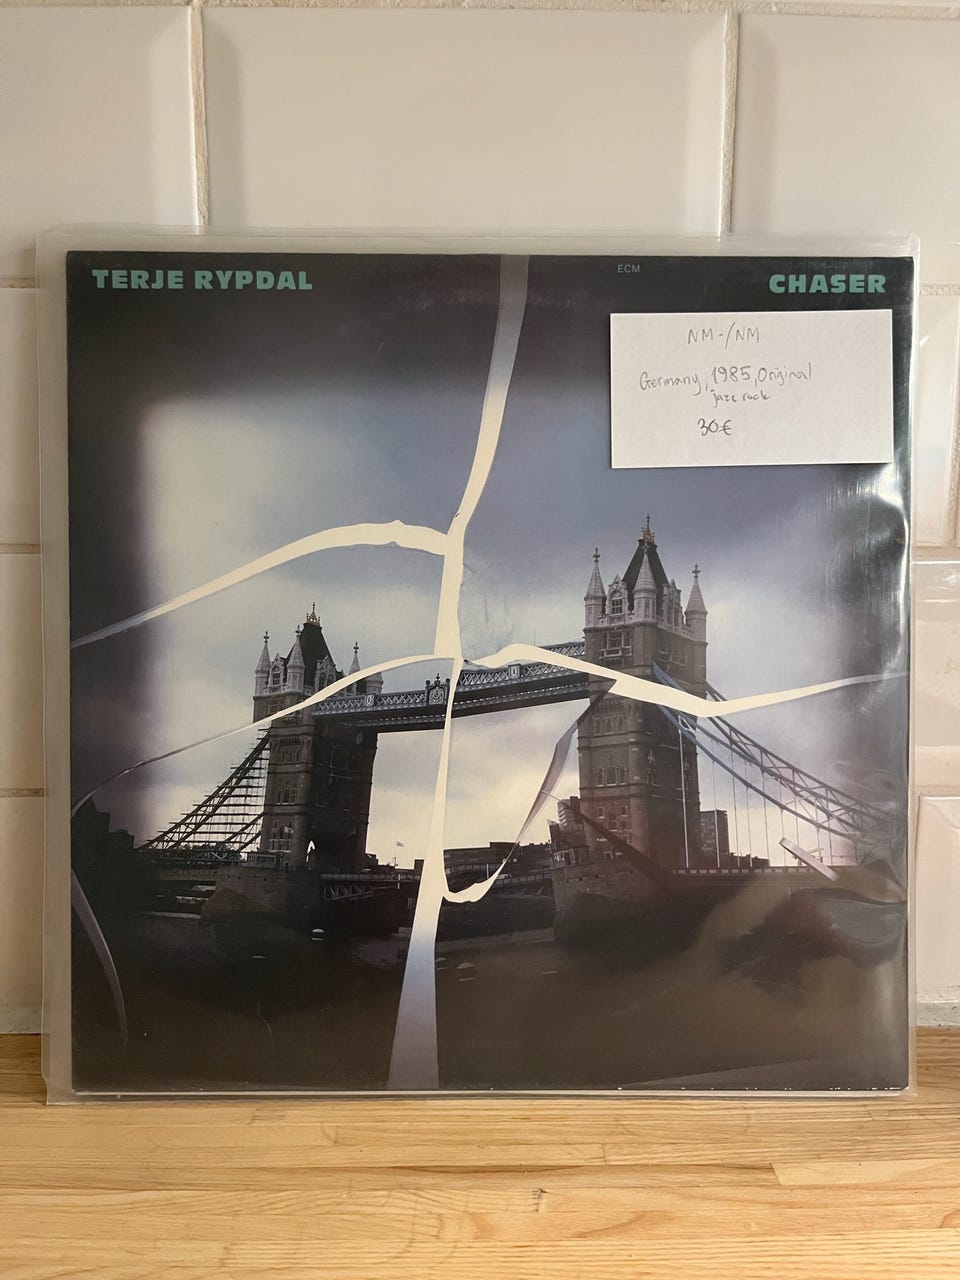 TERJE RYPDAL
ECM
CHASER
NM-/NM
Germany, 1985, Original
jazz rock
30€